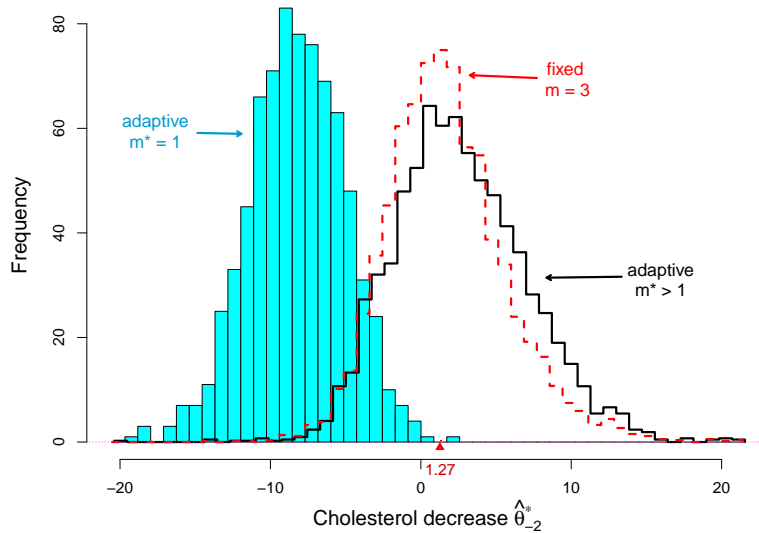 80
60
40
20
0
Frequency
adaptive
m* = 1
fixed
m = 3
adaptive
m* > 1
1.27
−20
−10
0
10
20
Cholesterol decrease θ̂*₋₂